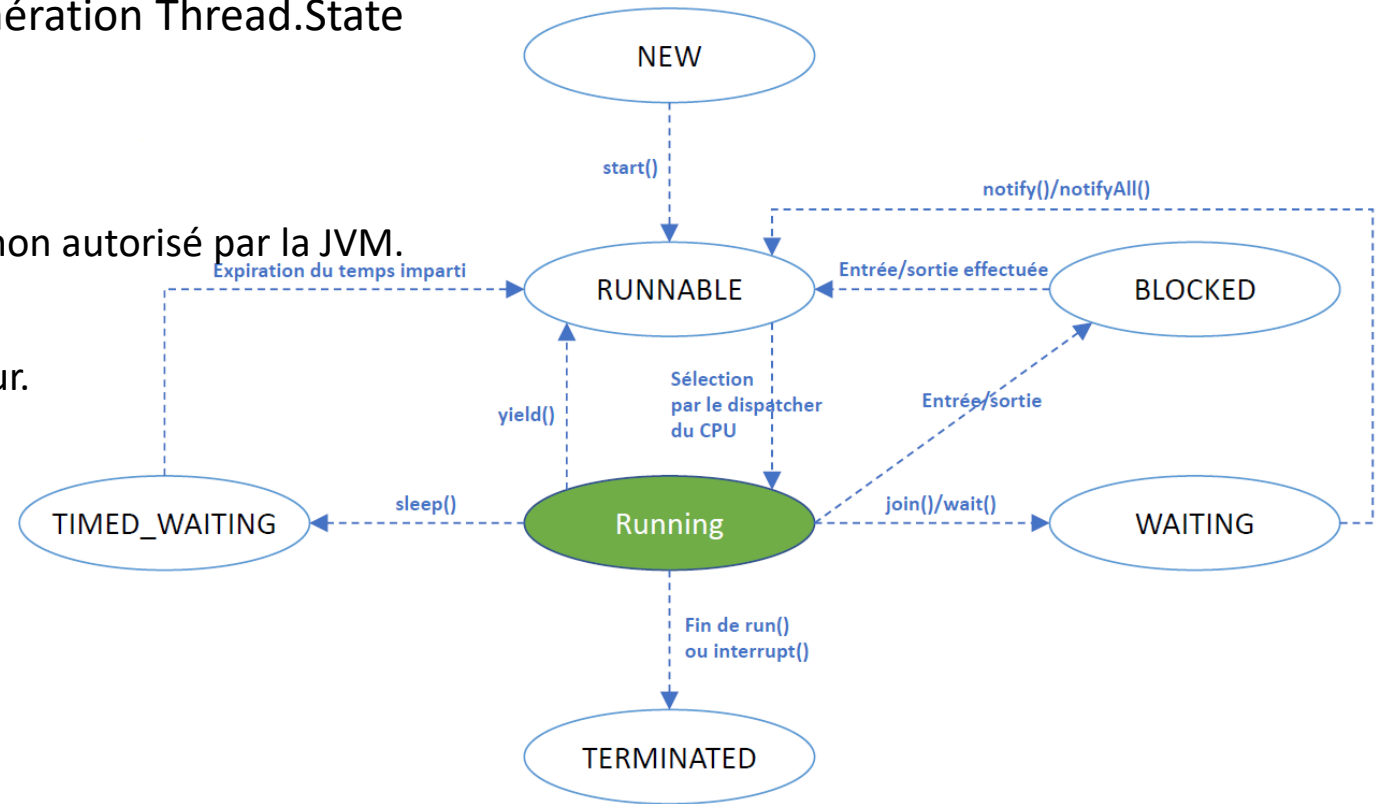 nération Thread.State
NEW
start()
notify()/notifyAll()
non autorisé par la JVM.
Expiration du temps imparti
RUNNABLE
Entrée/sortie effectuée
BLOCKED
ur.
Sélection
par le dispatcher
du CPU
yield()
Entrée/sortie
TIMED_WAITING
sleep()
Running
join()/wait()
WAITING
Fin de run()
ou interrupt()
TERMINATED